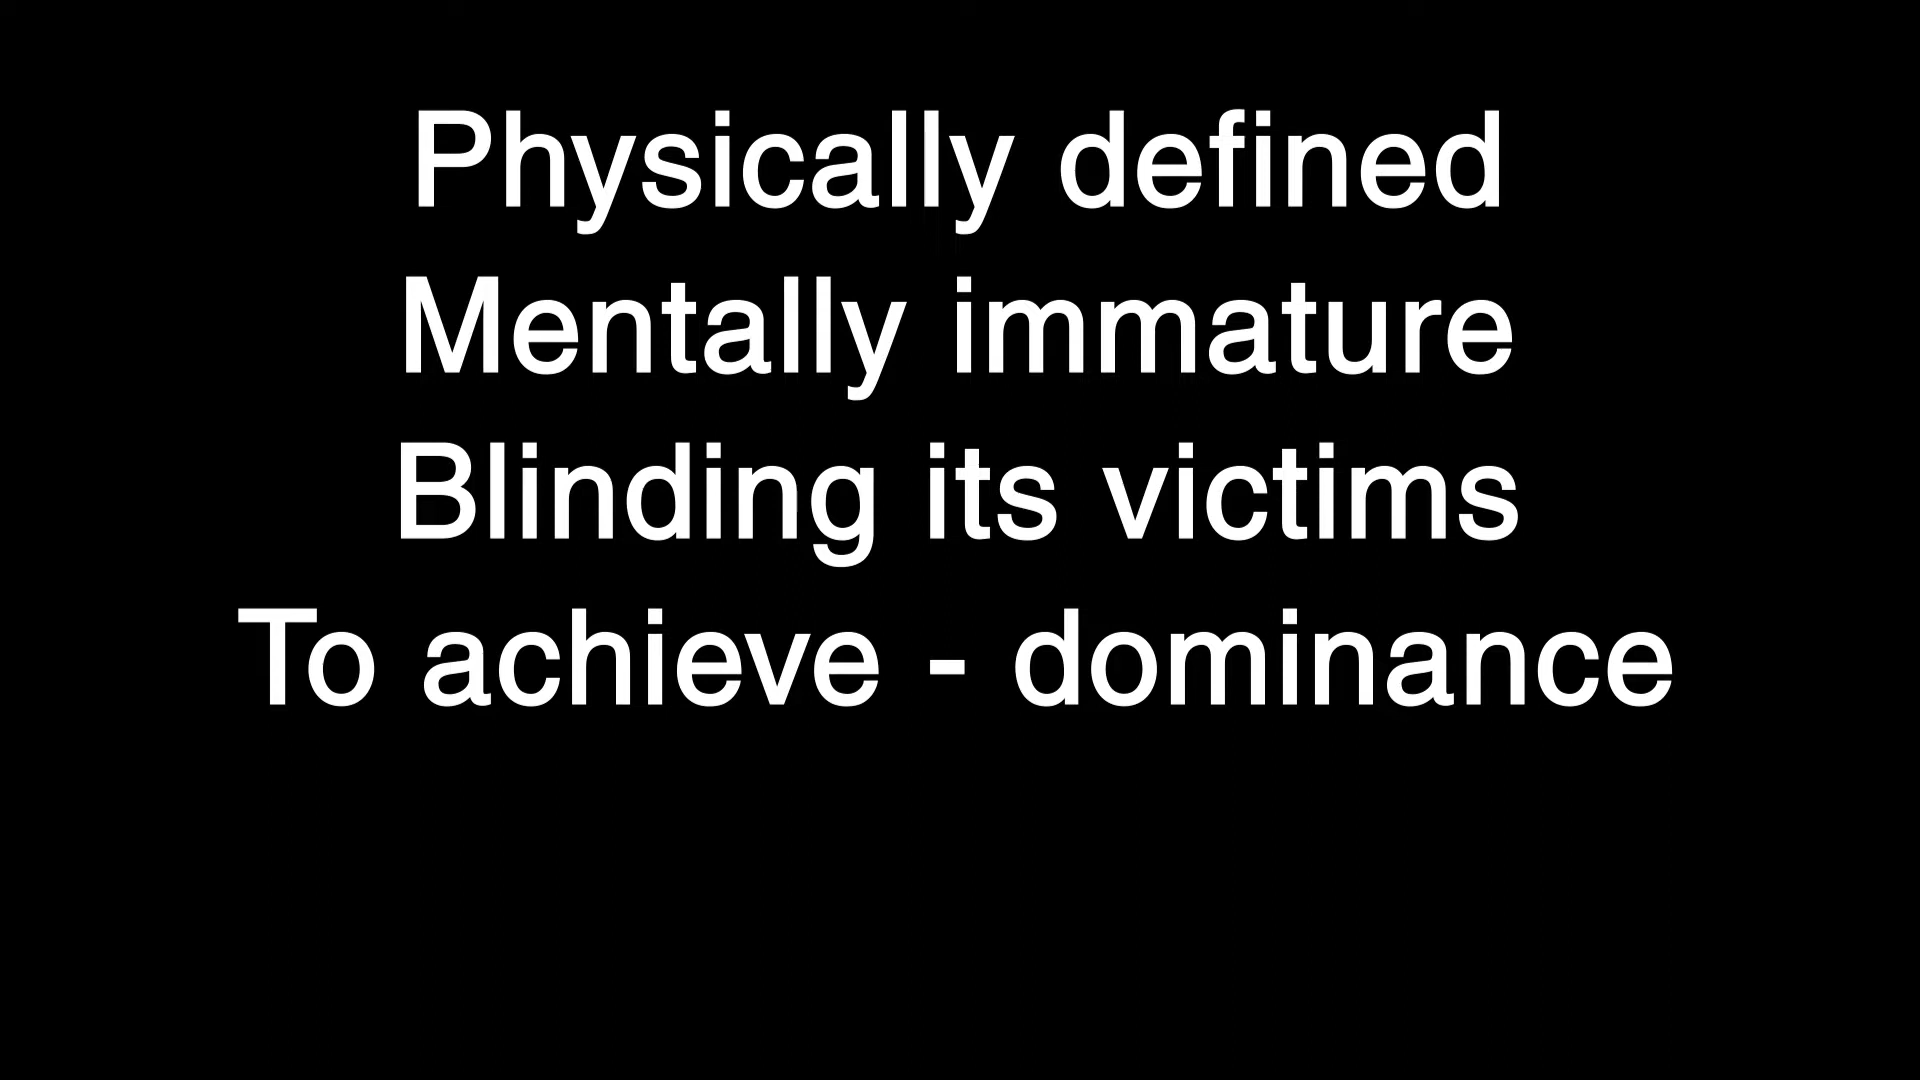 Physically defined
Mentally immature
Blinding its victims
To achieve - dominance